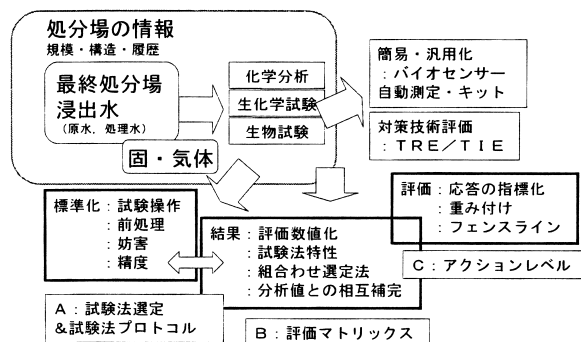 処分場の情報
規模・構造・履歴
最終処分場
浸出水
(原水，処理水)
固・気体
化学分析
生化学試験
生物試験
簡易・汎用化
：バイオセンサー
自動測定・キット
対策技術評価
：ＴＲＥ／ＴＩＥ
標準化：試験操作
：前処理
：妨害
：精度
結果：評価数値化
：試験法特性
：組合わせ選定法
：分析値との相互補完
評価：応答の指標化
：重み付け
：フェンスライン
Ｃ：アクションレベル
Ａ：試験法選定
＆試験法プロトコル
Ｂ：評価マトリックス